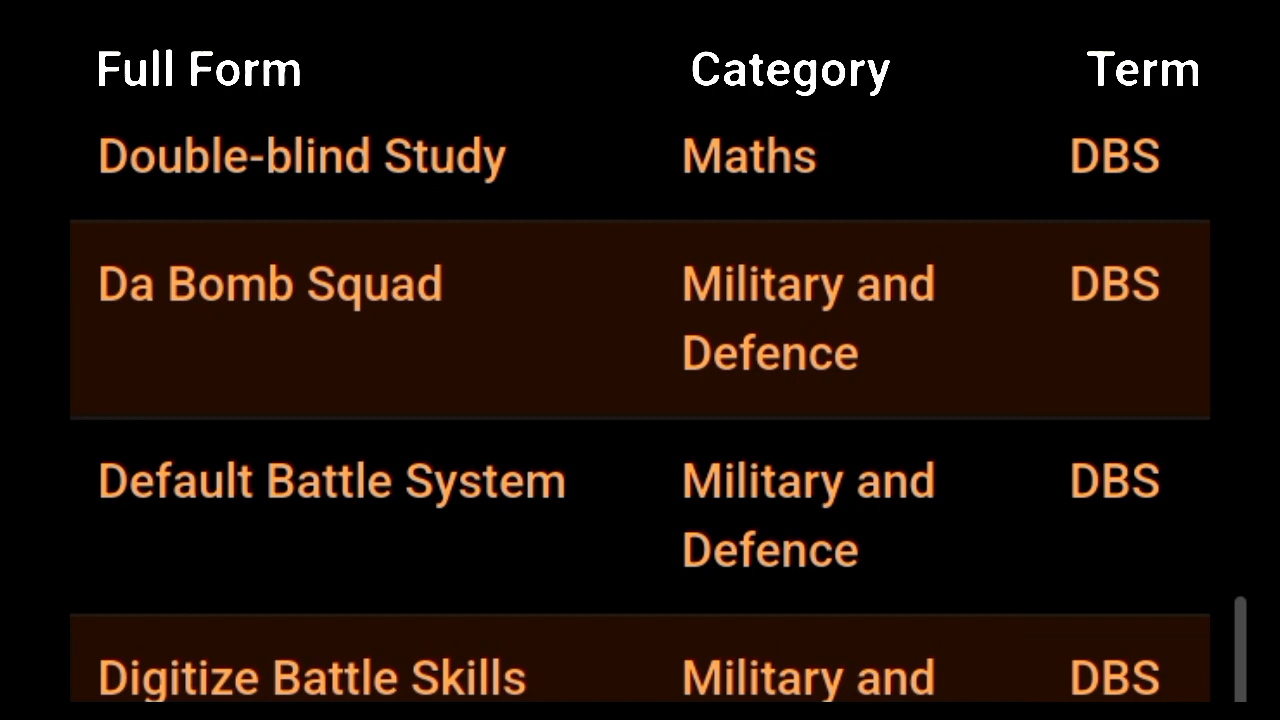 Full Form Category Term
Double-blind Study Maths DBS
Da Bomb Squad Military and DBS
Defence
Default Battle System Military and DBS
Defence
Digitize Battle Skills Military and DBS